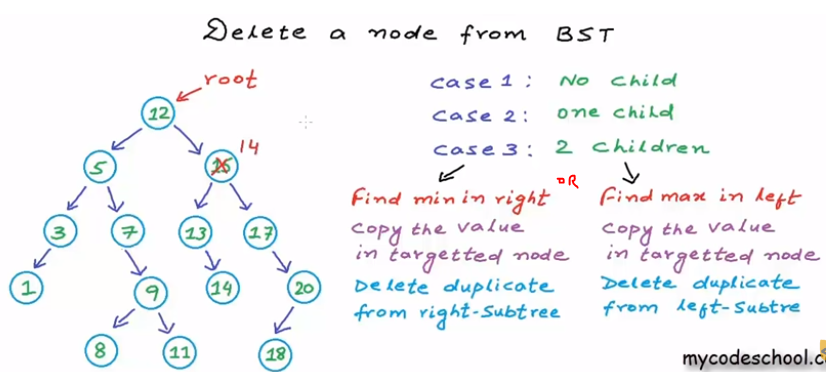 Delete a node from BST
root
12
14
5
15
3
7
13
17
1
9
14
20
8
11
18
case 1: No child
case 2: one child
case 3: 2 children
OR
Find min in right
Copy the value
in targetted node
Delete duplicate
from right-subtree
Find max in left
Copy the value
in targetted node
Delete duplicate
from left-subtre
mycodeschool.c